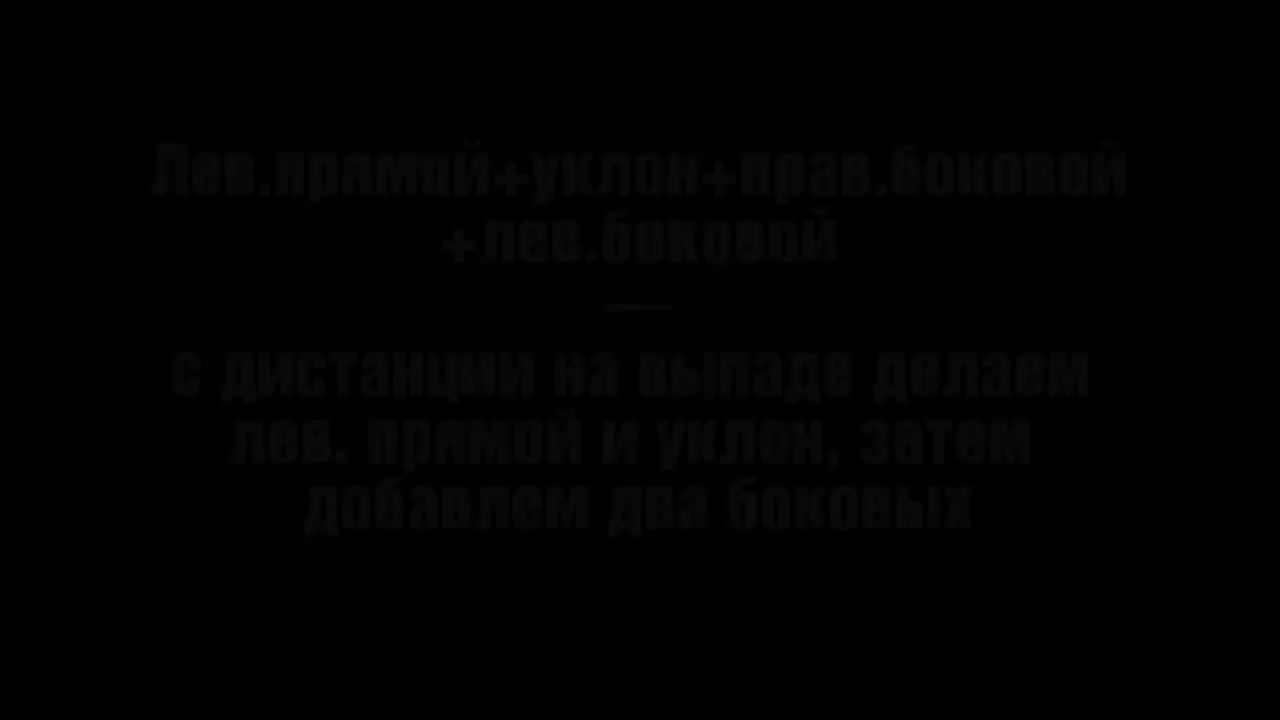 Лев.прямой+уклон+прав.боковой
+лев.боковой
—
с дистанции на выпаде делаем
лев. прямой и уклон, затем
добавлем два боковых